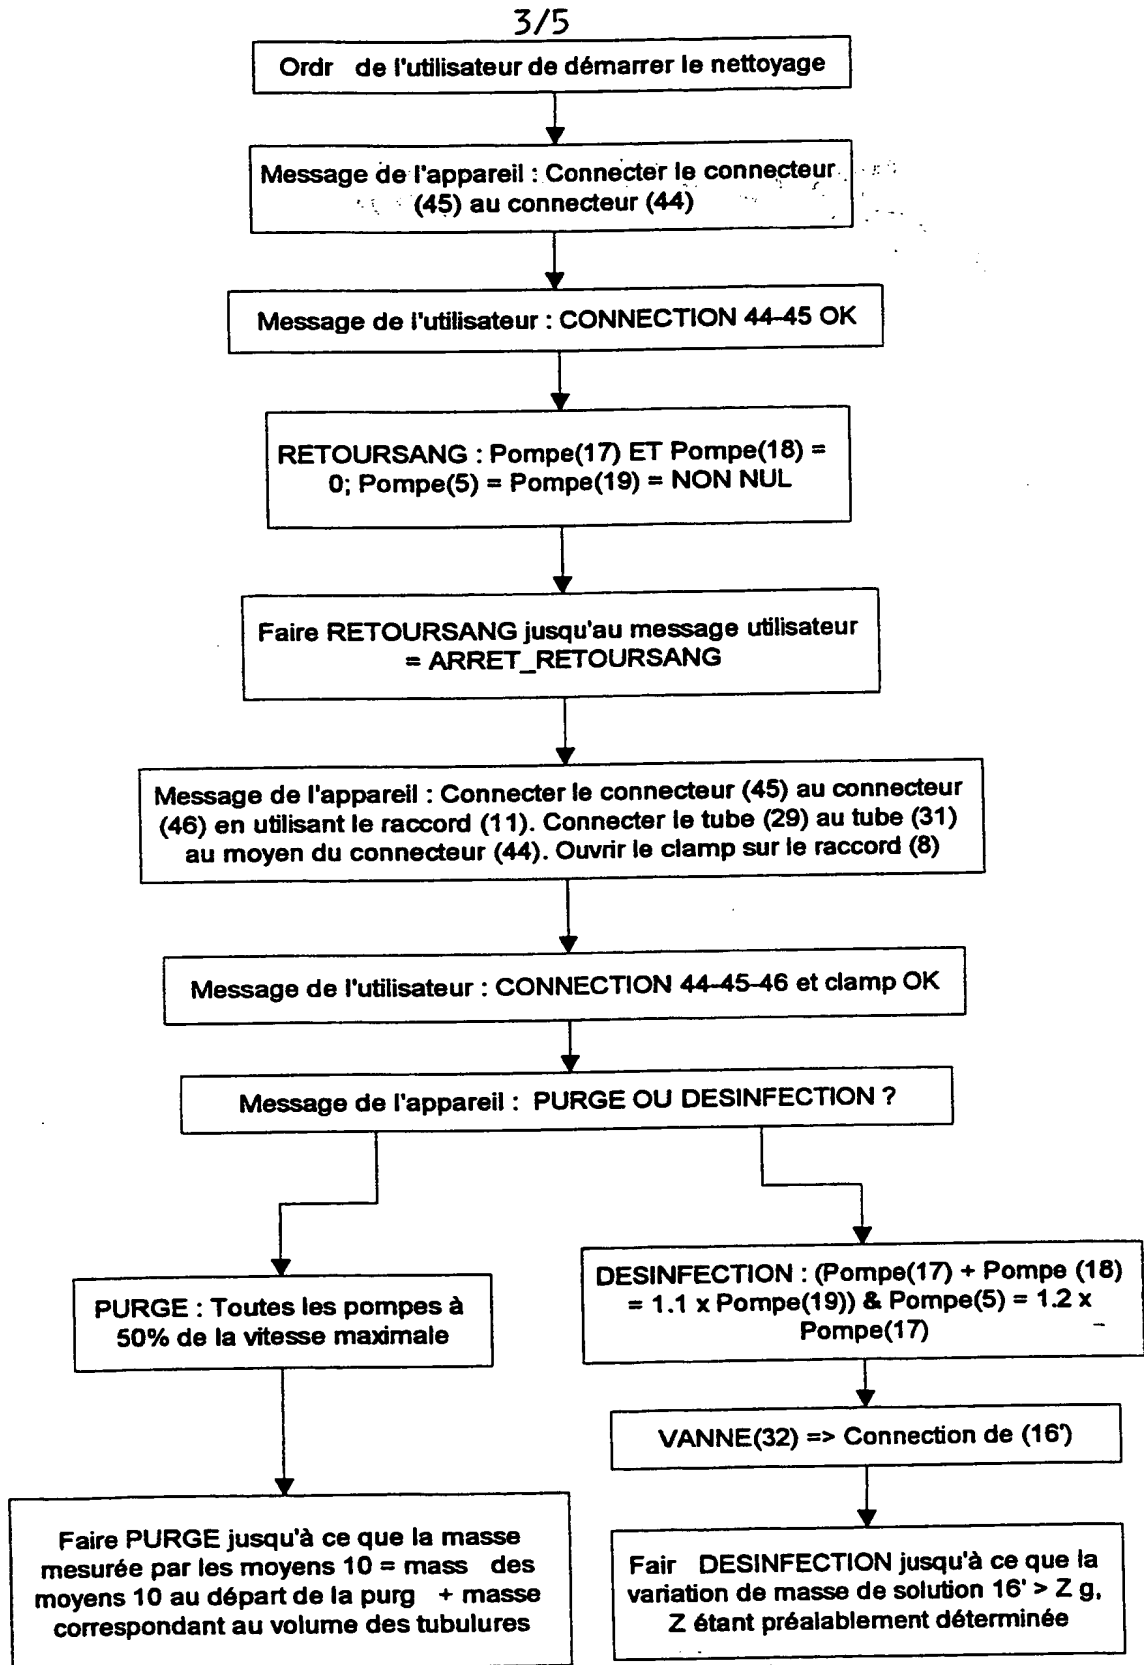 3/5
Ordr de l'utilisateur de démarrer le nettoyage
Message de l'appareil : Connecter le connecteur
(45) au connecteur (44)
Message de l'utilisateur : CONNECTION 44-45 OK
RETOURSANG : Pompe(17) ET Pompe(18) =
0; Pompe(5) = Pompe(19) = NON NUL
Faire RETOURSANG jusqu'au message utilisateur
= ARRET_RETOURSANG
Message de l'appareil : Connecter le connecteur (45) au connecteur
(46) en utilisant le raccord (11). Connecter le tube (29) au tube (31)
au moyen du connecteur (44). Ouvrir le clamp sur le raccord (8)
Message de l'utilisateur : CONNECTION 44-45-46 et clamp OK
Message de l'appareil : PURGE OU DESINFECTION ?
PURGE : Toutes les pompes à
50% de la vitesse maximale
Faire PURGE jusqu'à ce que la masse
mesurée par les moyens 10 = mass des
moyens 10 au départ de la purg + masse
correspondant au volume des tubulures
DESINFECTION : (Pompe(17) + Pompe (18)
= 1.1 x Pompe(19)) & Pompe(5) = 1.2 x
Pompe(17)
VANNE(32) => Connection de (16')
Fair DESINFECTION jusqu'à ce que la
variation de masse de solution 16' > Z g,
Z étant préalablement déterminée